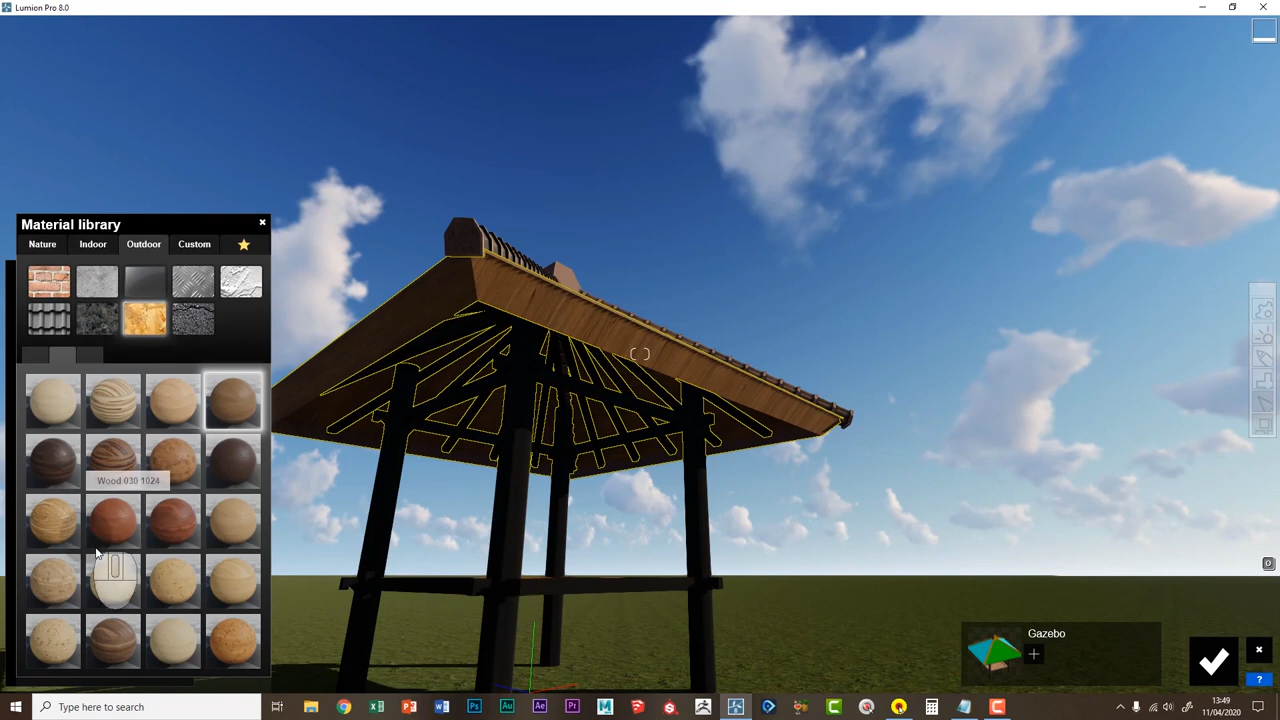 Lumion Pro 8.0
Material library
Nature Indoor Outdoor Custom
Wood 030 1024
Gazebo
Type here to search
13:49
11/04/2020